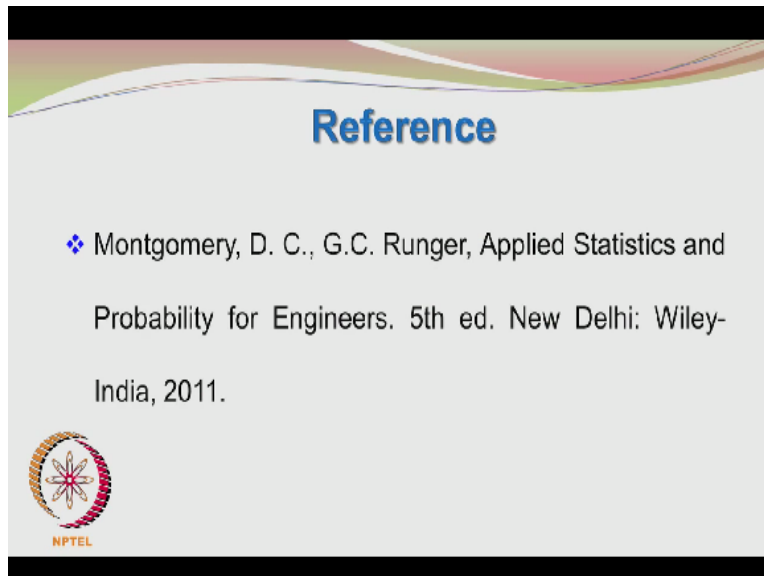 Reference
Montgomery, D. C., G.C. Runger, Applied Statistics and
Probability for Engineers. 5th ed. New Delhi: Wiley-
India, 2011.
NPTEL